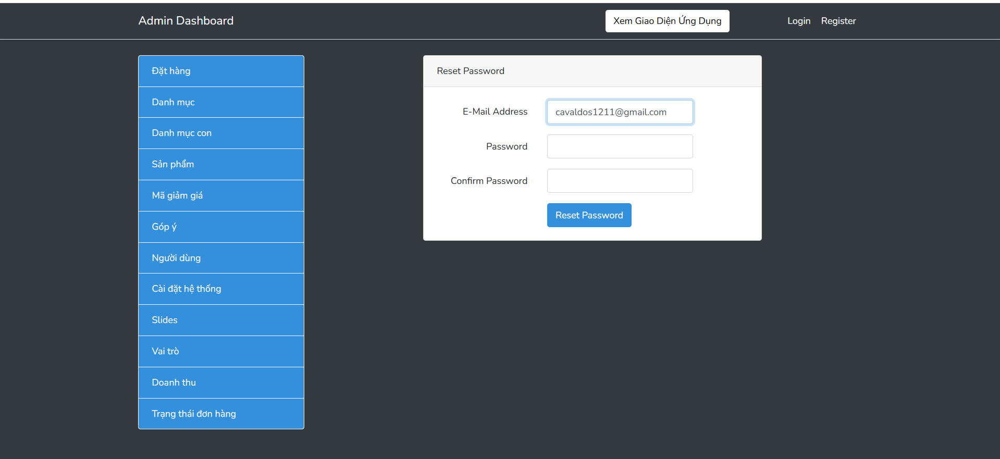 Admin Dashboard
Xem Giao Diện Ứng Dụng
Login
Register
Đặt hàng
Danh mục
Danh mục con
Sản phẩm
Mã giảm giá
Góp ý
Người dùng
Cài đặt hệ thống
Slides
Vai trò
Doanh thu
Trạng thái đơn hàng
Reset Password
E-Mail Address
cavaldos1211@gmail.com
Password
Confirm Password
Reset Password